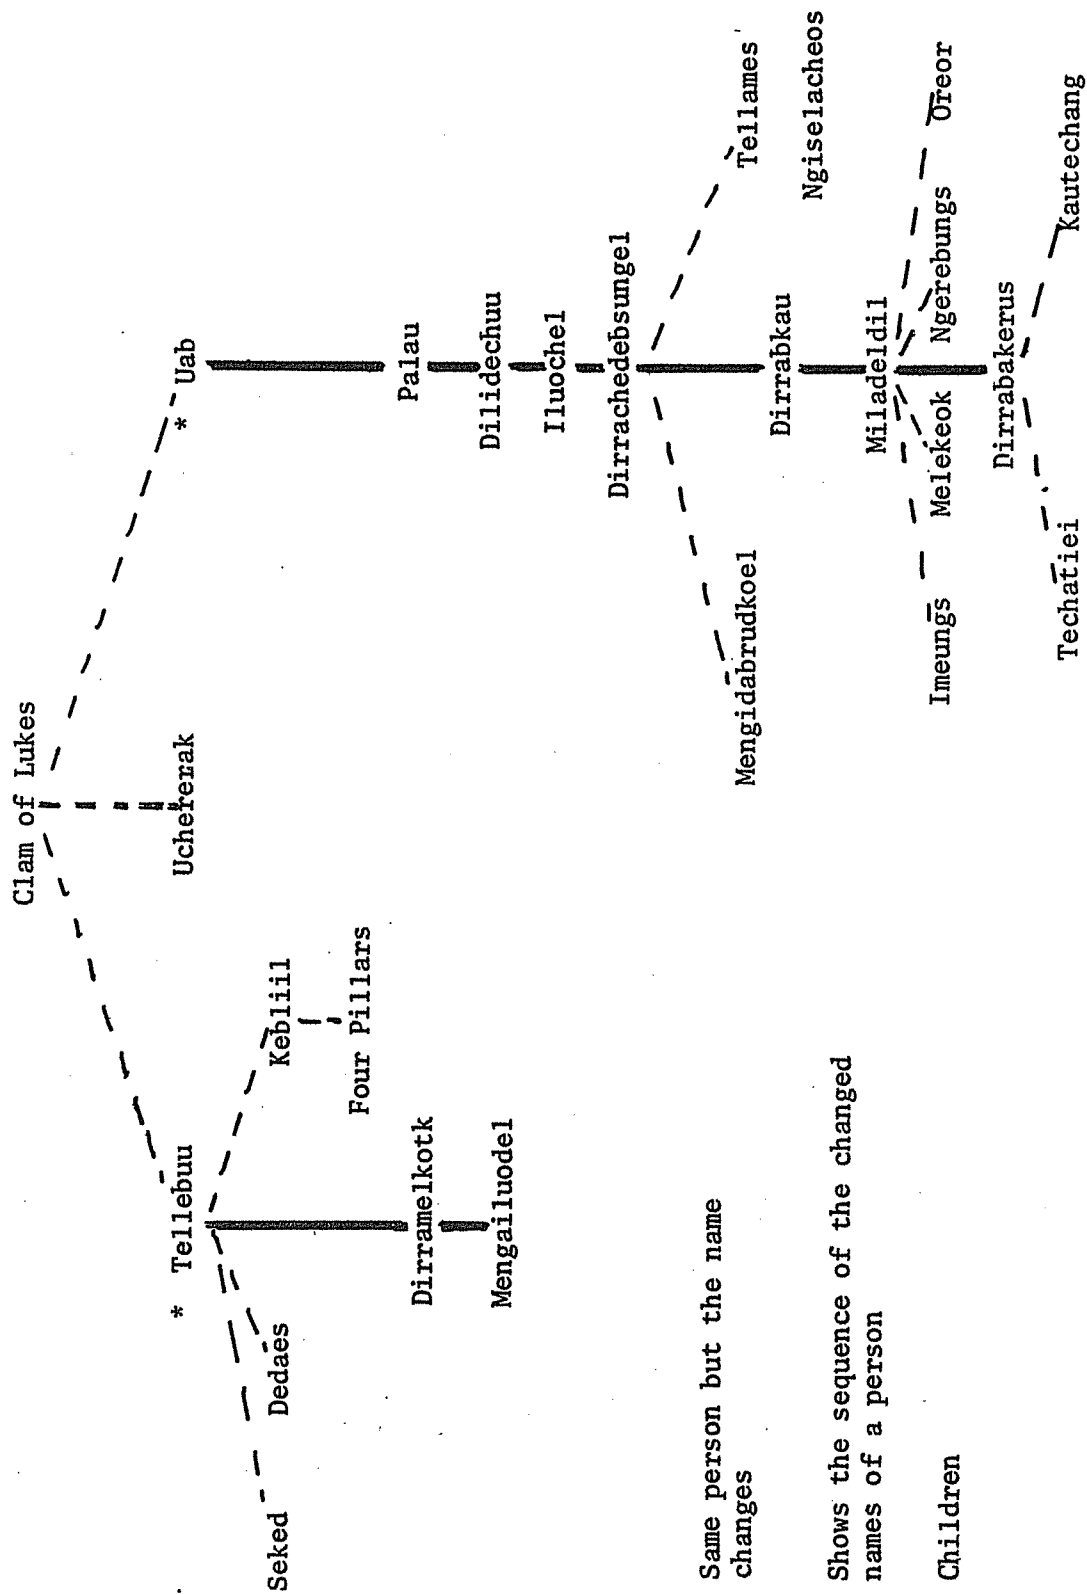 Clam of Lukes
* Tellebuu
Uchererak
* Uab
Seked
Dedaes
Kebliil
Four Pillars
Dirramelkotk
Mengailuodel
Palau
Dilidechuu
Iluochel
Dirrachedebsungel
Mengidabrudkoel
Tellames
Ngiselacheos
Dirrabkau
Miladeldil
Imeungs
Melekeok
Ngerebungs
Oreor
Dirrabakerus
Techatiei
Kautechang
Same person but the name
changes
Shows the sequence of the changed
names of a person
Children